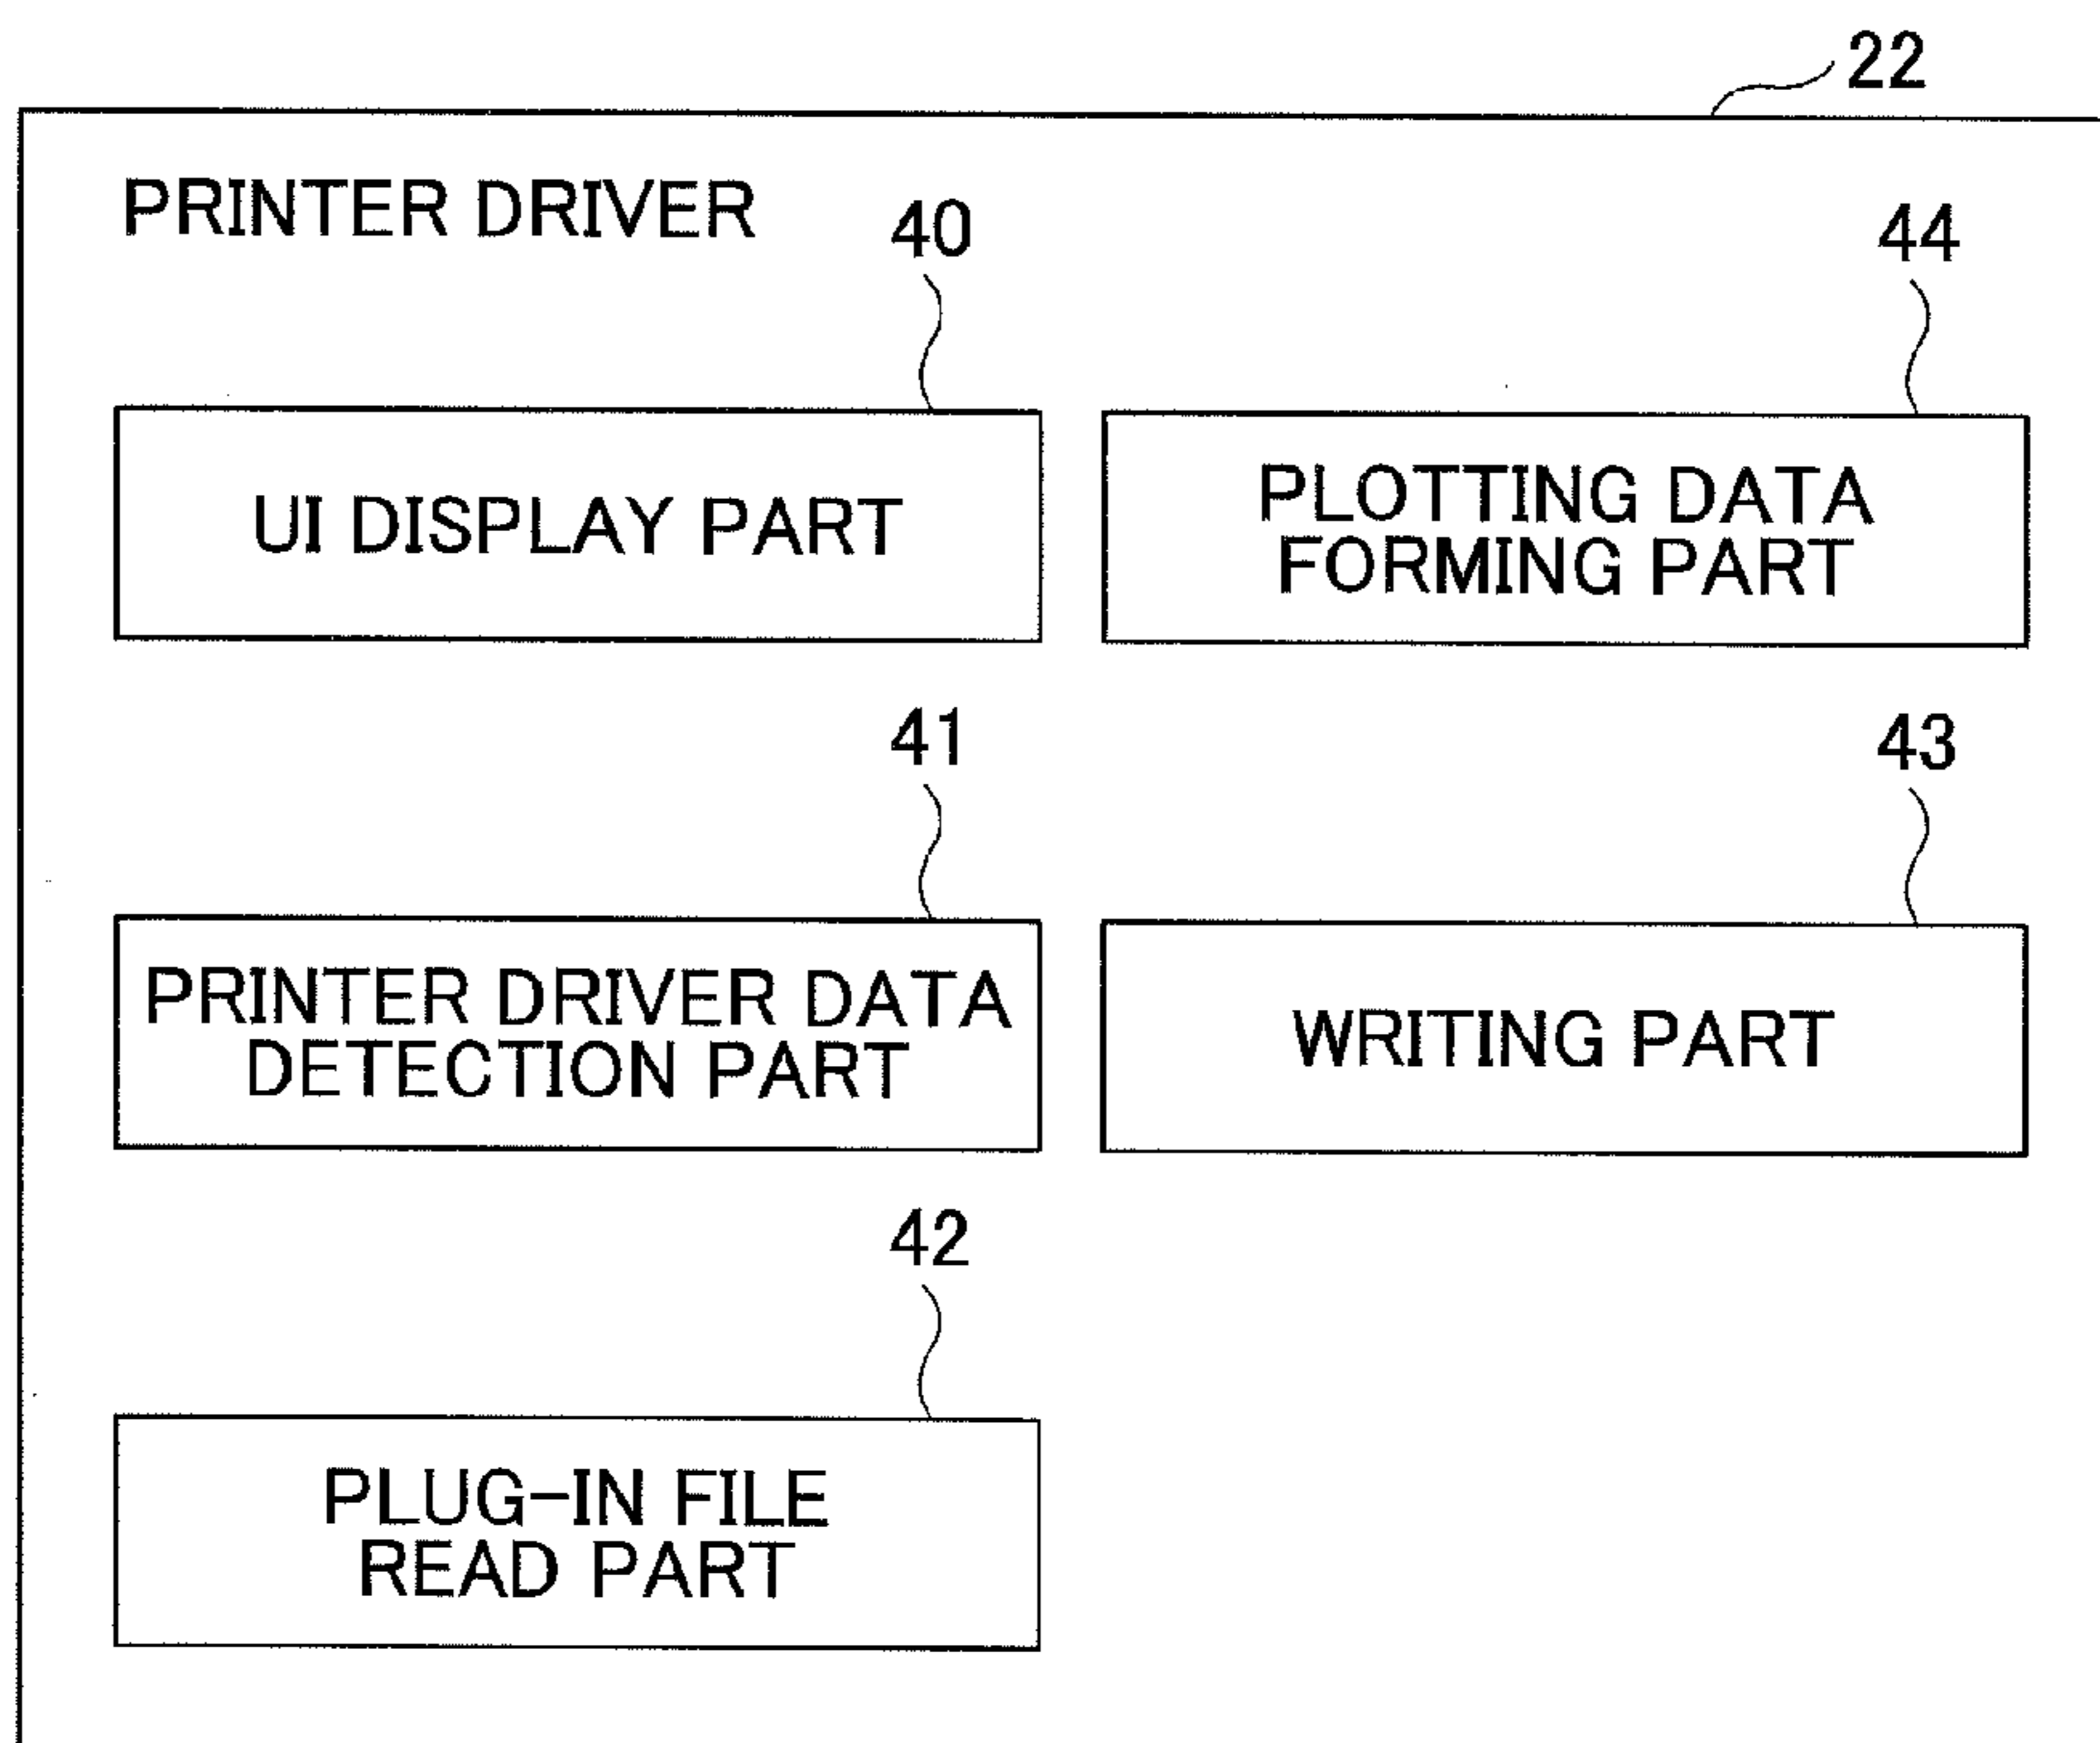 22
PRINTER DRIVER
40
44
UI DISPLAY PART
PLOTTING DATA
FORMING PART
41
43
PRINTER DRIVER DATA
DETECTION PART
WRITING PART
42
PLUG-IN FILE
READ PART